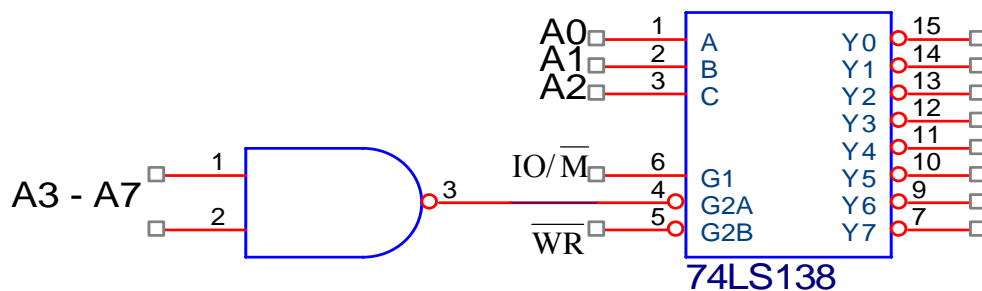 A0 1 A Y0 15
A1 2 B Y1 14
A2 3 C Y2 13
Y3 12
Y4 11
IO/M̅ 6 G1 Y5 10
A3 - A7 1 2 3 4 G2A Y6 9
W̅R̅ 5 G2B Y7 7
74LS138